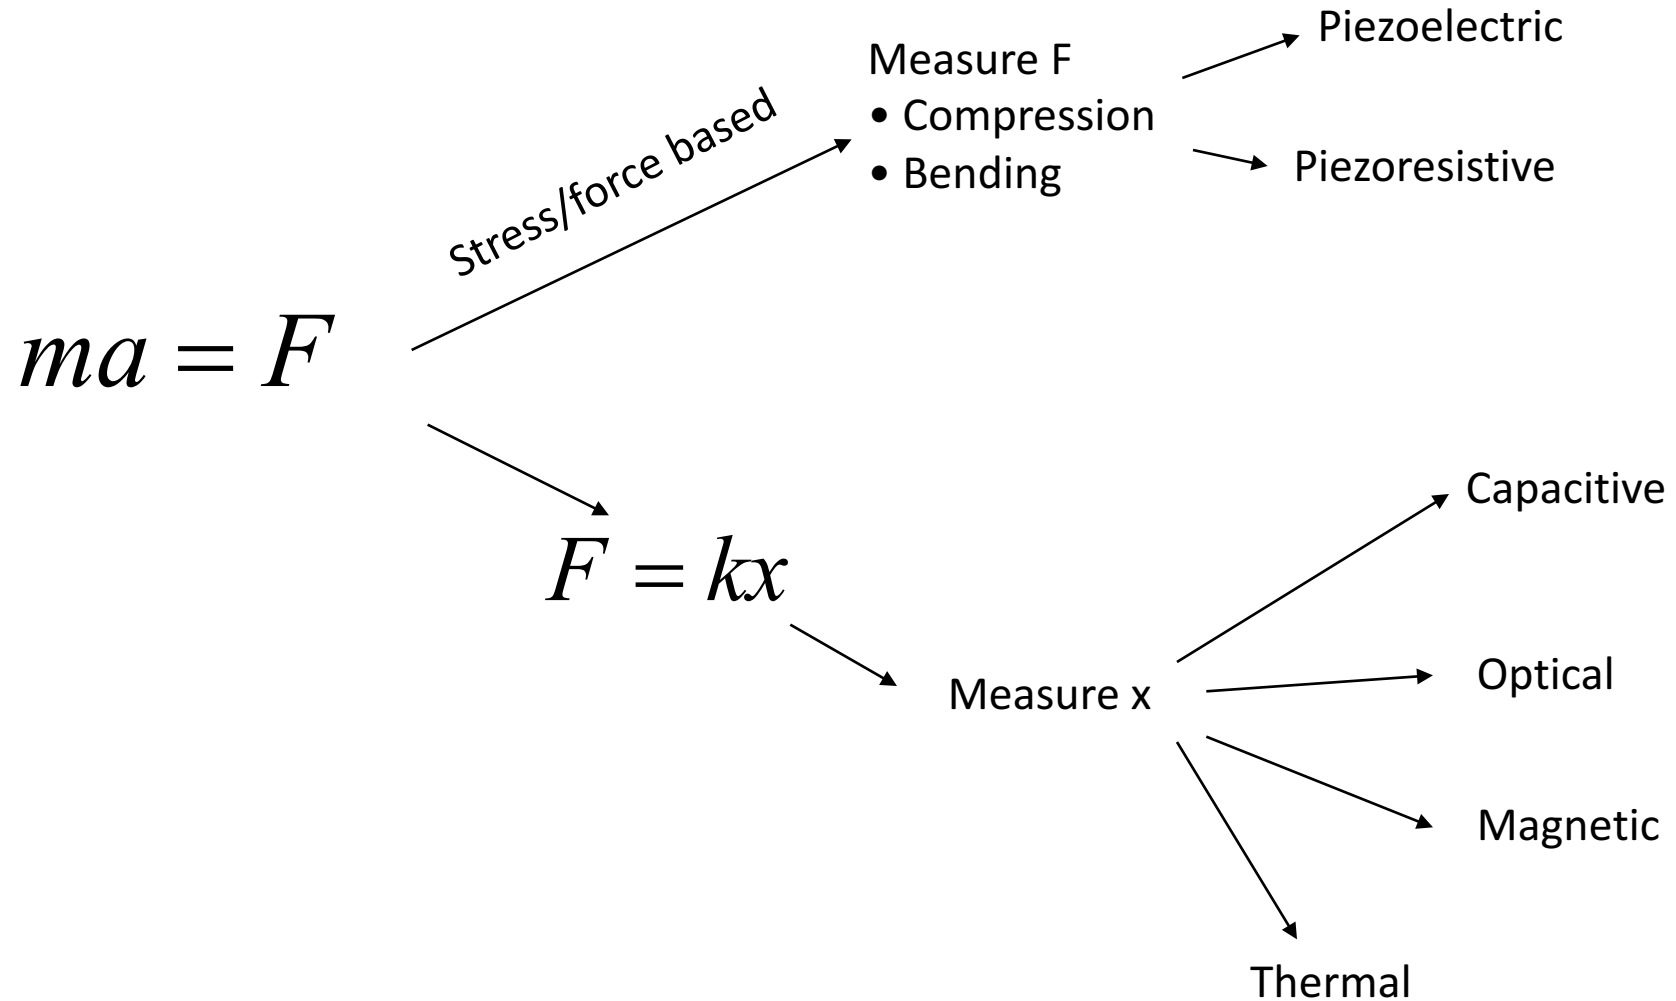 Piezoelectric
Measure F
• Compression
• Bending
Piezoresistive
Stress/force based
ma = F
F = kx
Measure x
Capacitive
Optical
Magnetic
Thermal